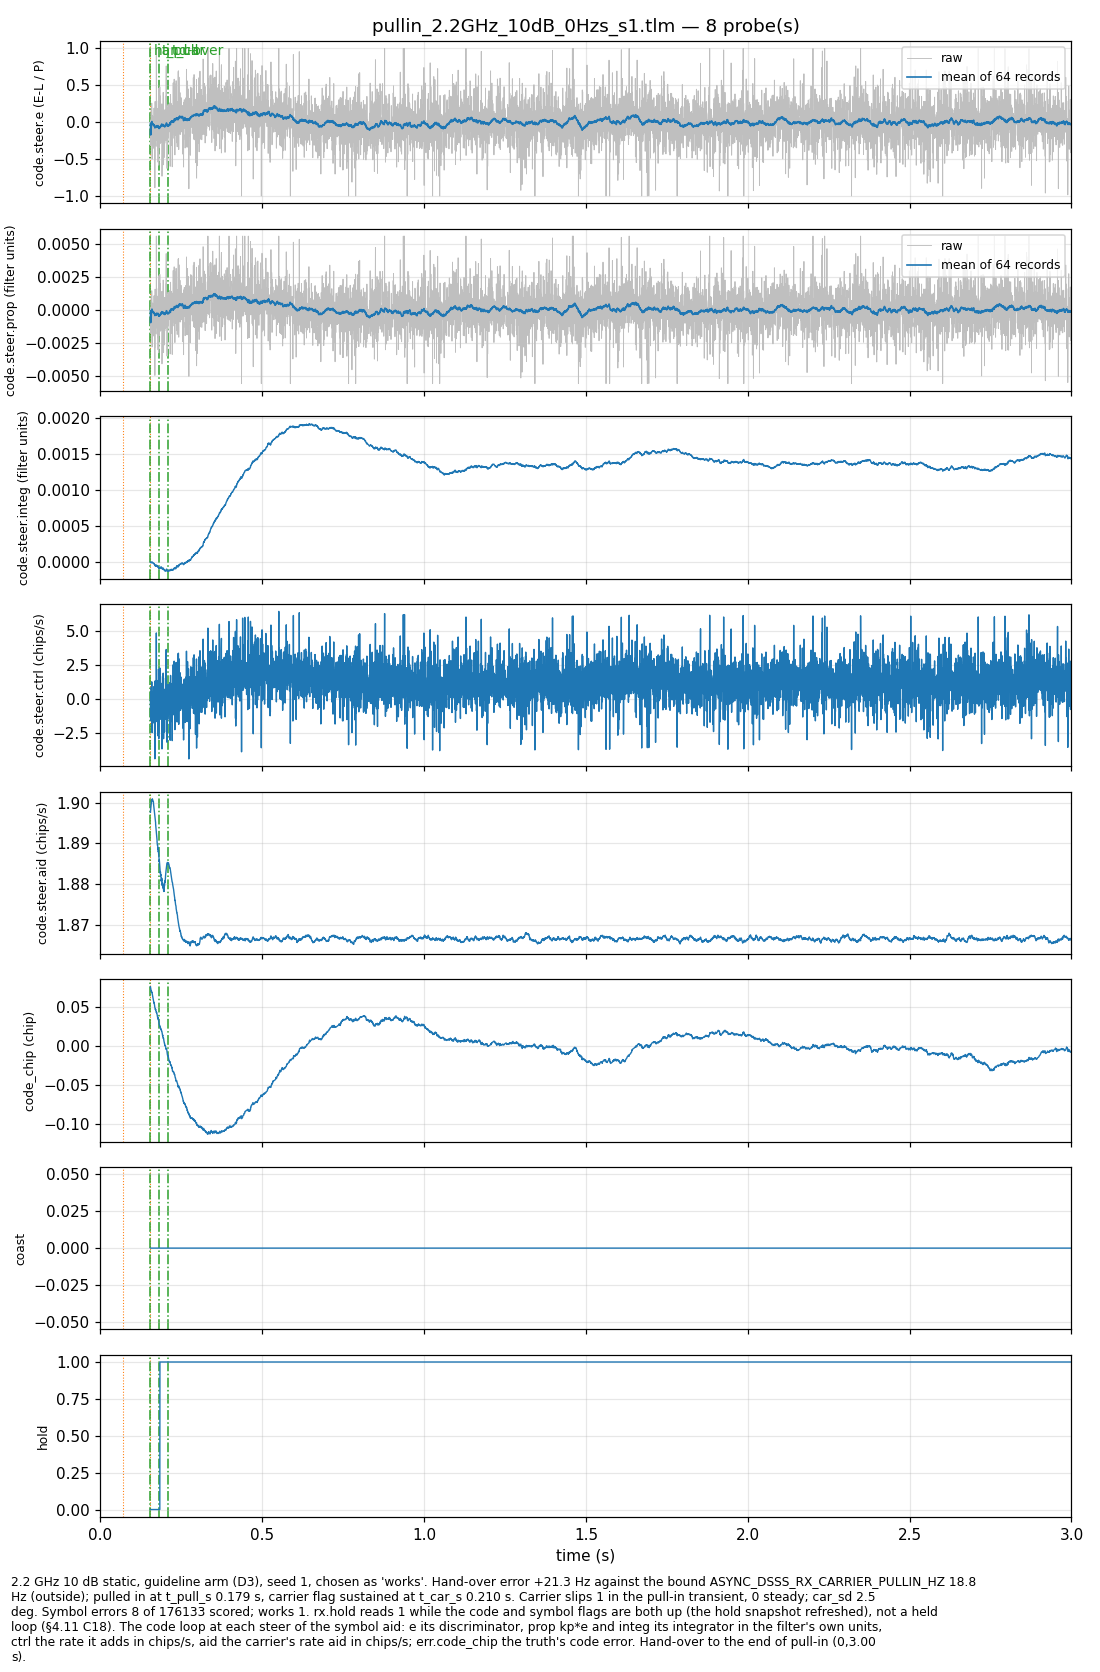 pullin_2.2GHz_10dB_0Hzs_s1.tlm — 8 probe(s)
code.steer.e (E-L / P)
1.0
0.5
0.0
−0.5
−1.0
raw
mean of 64 records
code.steer.prop (filter units)
0.0050
0.0025
0.0000
−0.0025
−0.0050
raw
mean of 64 records
code.steer.integ (filter units)
0.0020
0.0015
0.0010
0.0005
0.0000
code.steer.ctrl (chips/s)
5.0
2.5
0.0
−2.5
code.steer.aid (chips/s)
1.90
1.89
1.88
1.87
code_chip (chip)
0.05
0.00
−0.05
−0.10
coast
0.050
0.025
0.000
−0.025
−0.050
hold
1.00
0.75
0.50
0.25
0.00
0.0 0.5 1.0 1.5 2.0 2.5 3.0
time (s)
2.2 GHz 10 dB static, guideline arm (D3), seed 1, chosen as 'works'. Hand-over error +21.3 Hz against the bound ASYNC_DSSS_RX_CARRIER_PULLIN_HZ 18.8
Hz (outside); pulled in at t_pull_s 0.179 s, carrier flag sustained at t_car_s 0.210 s. Carrier slips 1 in the pull-in transient, 0 steady; car_sd 2.5
deg. Symbol errors 8 of 176133 scored; works 1. rx.hold reads 1 while the code and symbol flags are both up (the hold snapshot refreshed), not a held
loop (§4.11 C18). The code loop at each steer of the symbol aid: e its discriminator, prop kp*e and integ its integrator in the filter's own units,
ctrl the rate it adds in chips/s, aid the carrier's rate aid in chips/s; err.code_chip the truth's code error. Hand-over to the end of pull-in (0,3.00
s).